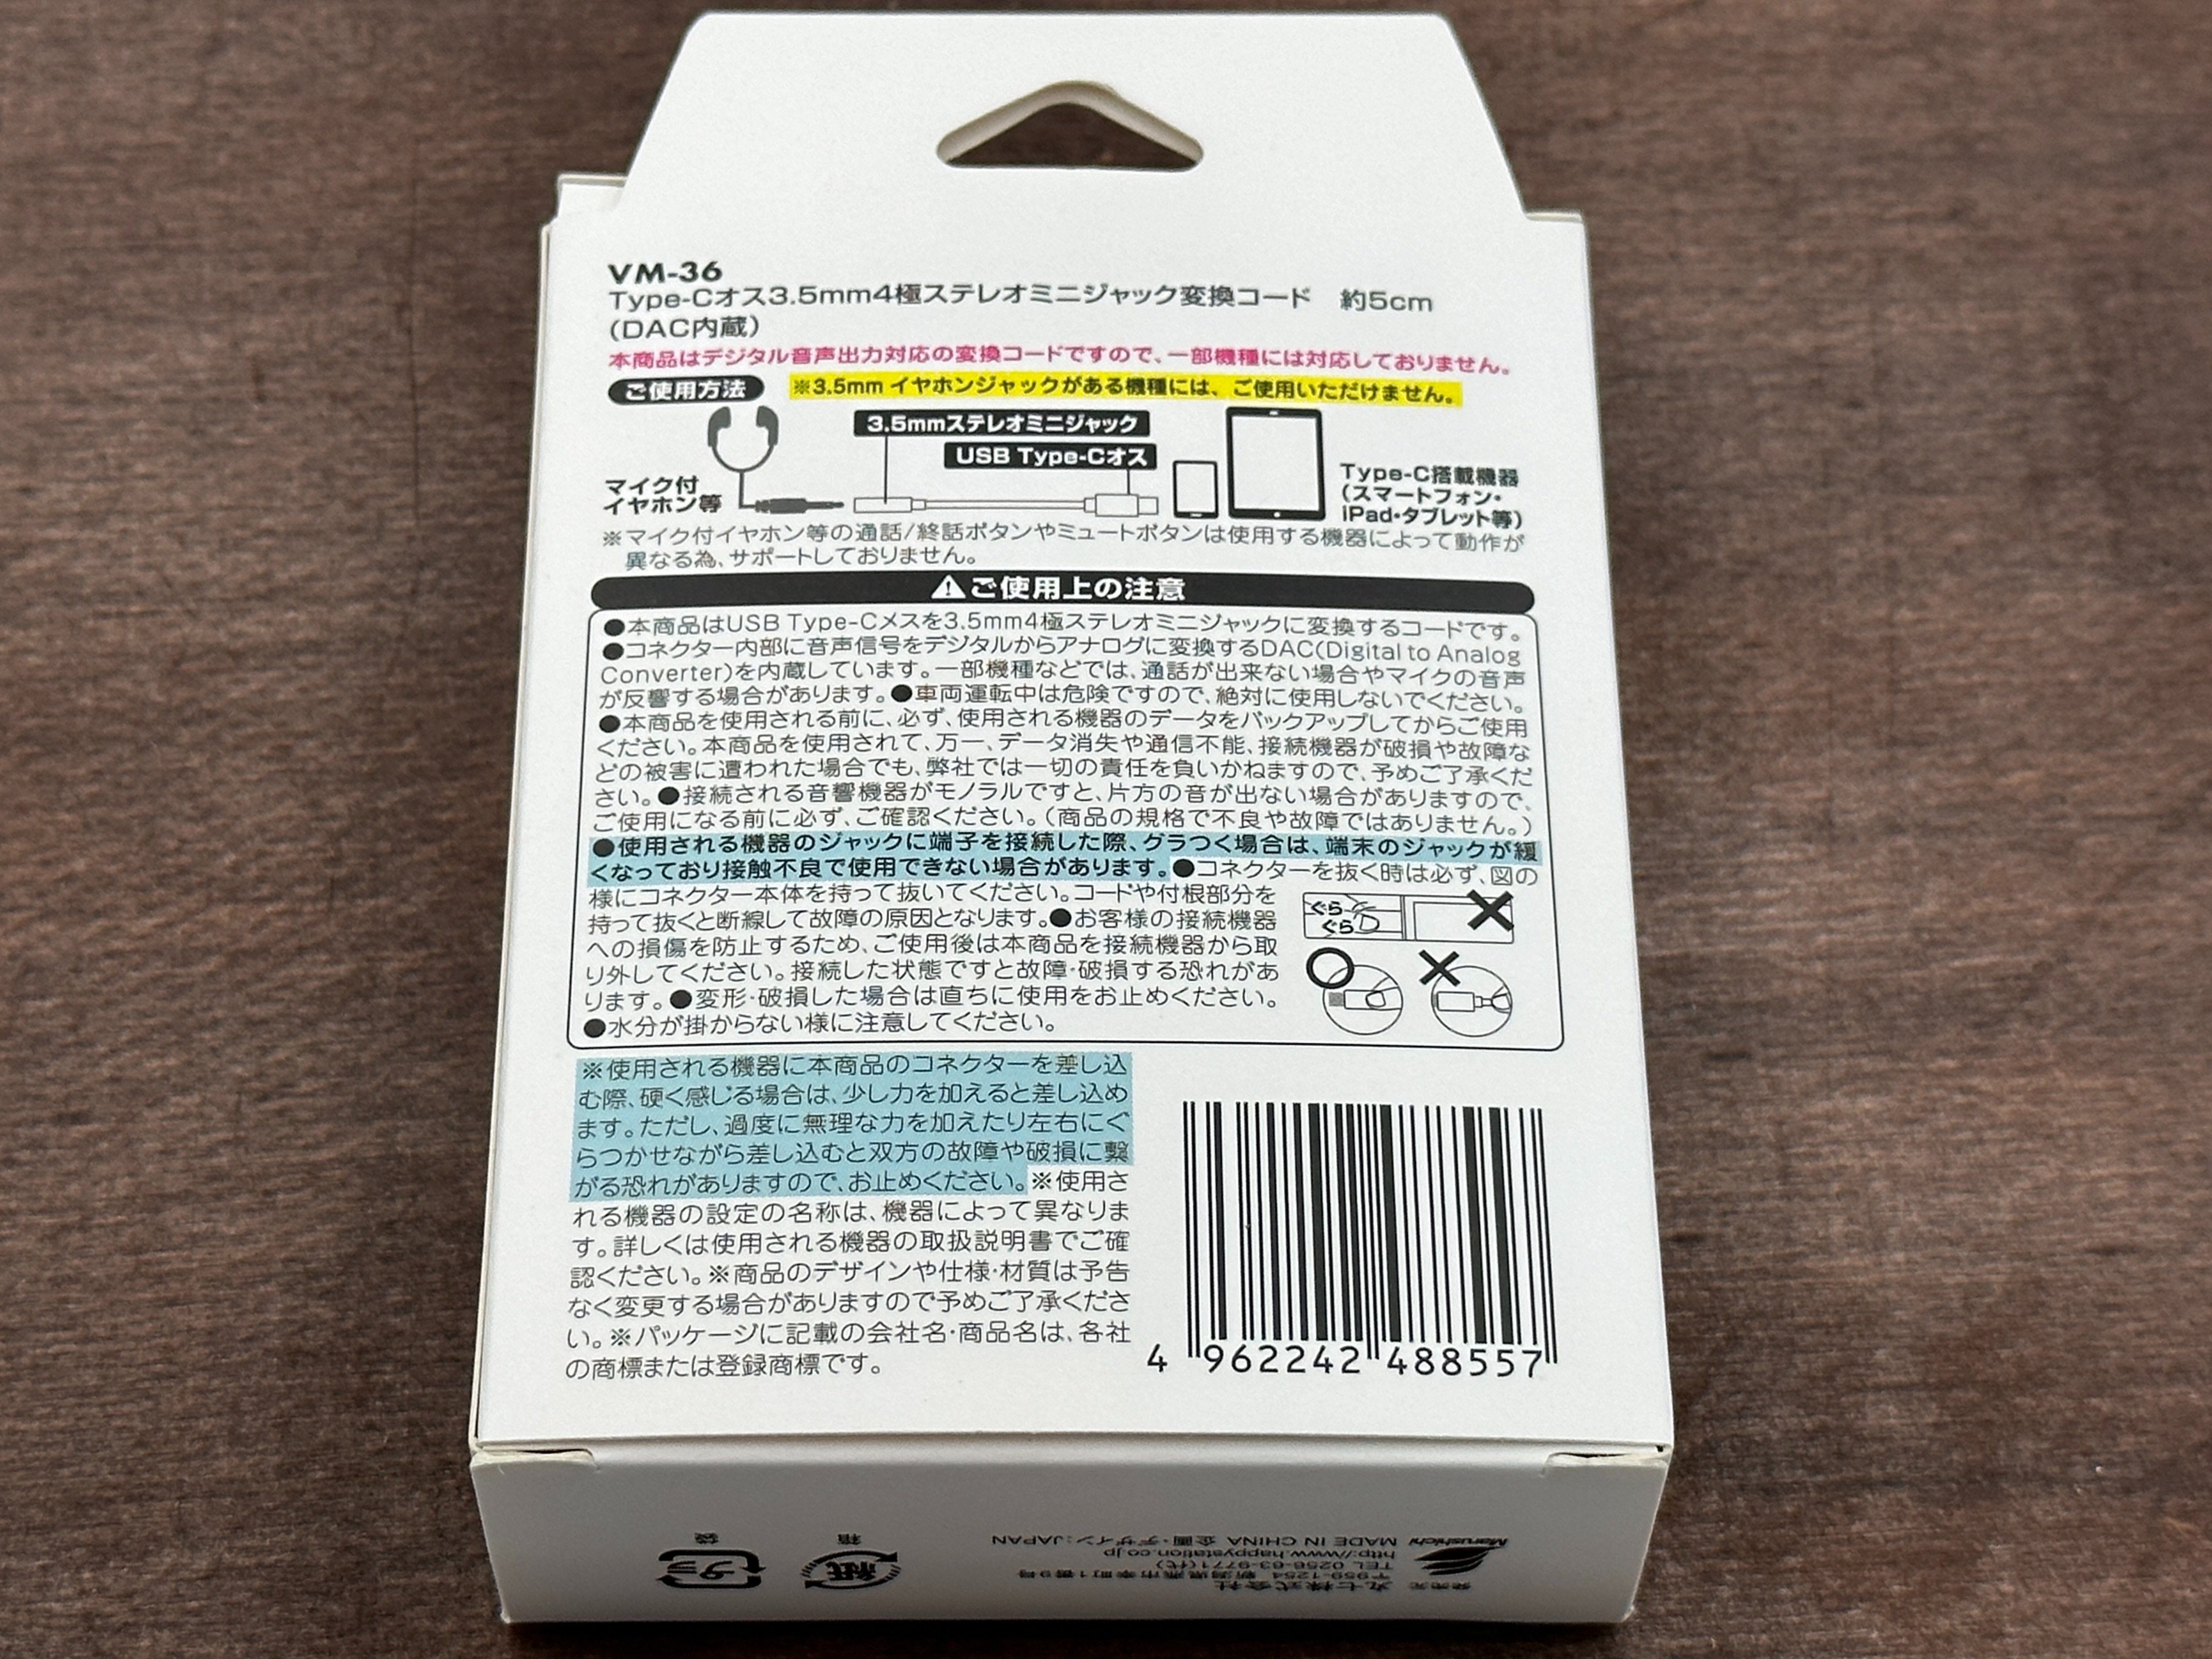 VM-36
Type-Cオス3.5mm4極ステレオミニジャック変換コード 約5cm
(DAC内蔵)
本商品はデジタル音声出力対応の変換コードですので、一部機種には対応しておりません。
ご使用方法
※3.5mm イヤホンジャックがある機種には、ご使用いただけません。
3.5mmステレオミニジャック
USB Type-Cオス
マイク付
イヤホン等
Type-C搭載機器
(スマートフォン・
iPad・タブレット等)
※マイク付イヤホン等の通話/終話ボタンやミュートボタンは使用する機器によって動作が
異なる為、サポートしておりません。
ご使用上の注意
●本商品はUSB Type-Cメスを3.5mm4極ステレオミニジャックに変換するコードです。
●コネクター内部に音声信号をデジタルからアナログに変換するDAC(Digital to Analog
Converter)を内蔵しています。一部機種などでは、通話が出来ない場合やマイクの音声
が反響する場合があります。●車両運転中は危険ですので、絶対に使用しないでください。
●本商品を使用される前に、必ず、使用される機器のデータをバックアップしてからご使用
ください。本商品を使用されて、万一、データ消失や通信不能、接続機器が破損や故障な
どの被害に遭われた場合でも、弊社では一切の責任を負いかねますので、予めご了承くだ
さい。●接続される音響機器がモノラルですと、片方の音が出ない場合がありますので、
ご使用になる前に必ず、ご確認ください。(商品の規格で不良や故障ではありません。)
●使用される機器のジャックに端子を接続した際、グラつく場合は、端末のジャックが緩
くなっており接触不良で使用できない場合があります。●コネクターを抜く時は必ず、図の
様にコネクター本体を持って抜いてください。コードや付根部分を
持って抜くと断線して故障の原因となります。●お客様の接続機器
への損傷を防止するため、ご使用後は本商品を接続機器から取
り外してください。接続した状態ですと故障・破損する恐れがあ
ります。●変形・破損した場合は直ちに使用をお止めください。
●水分が掛からない様に注意してください。
ぐら
ぐら
※使用される機器に本商品のコネクターを差し込
む際、硬く感じる場合は、少し力を加えると差し込め
ます。ただし、過度に無理な力を加えたり左右にぐ
らつかせながら差し込むと双方の故障や破損に繋
がる恐れがありますので、お止めください。※使用さ
れる機器の設定の名称は、機器によって異なりま
す。詳しくは使用される機器の取扱説明書でご確
認ください。※商品のデザインや仕様・材質は予告
なく変更する場合がありますので予めご了承くださ
い。※パッケージに記載の会社名・商品名は、各社
の商標または登録商標です。
4 962242 488557
発売元 丸七株式会社
〒959-1254 新潟県燕市幸町1番9号
TEL 0256-63-9771(代)
http://www.happystation.co.jp
Marushichi MADE IN CHINA 企画・デザイン:JAPAN
紙
箱
プラ
袋